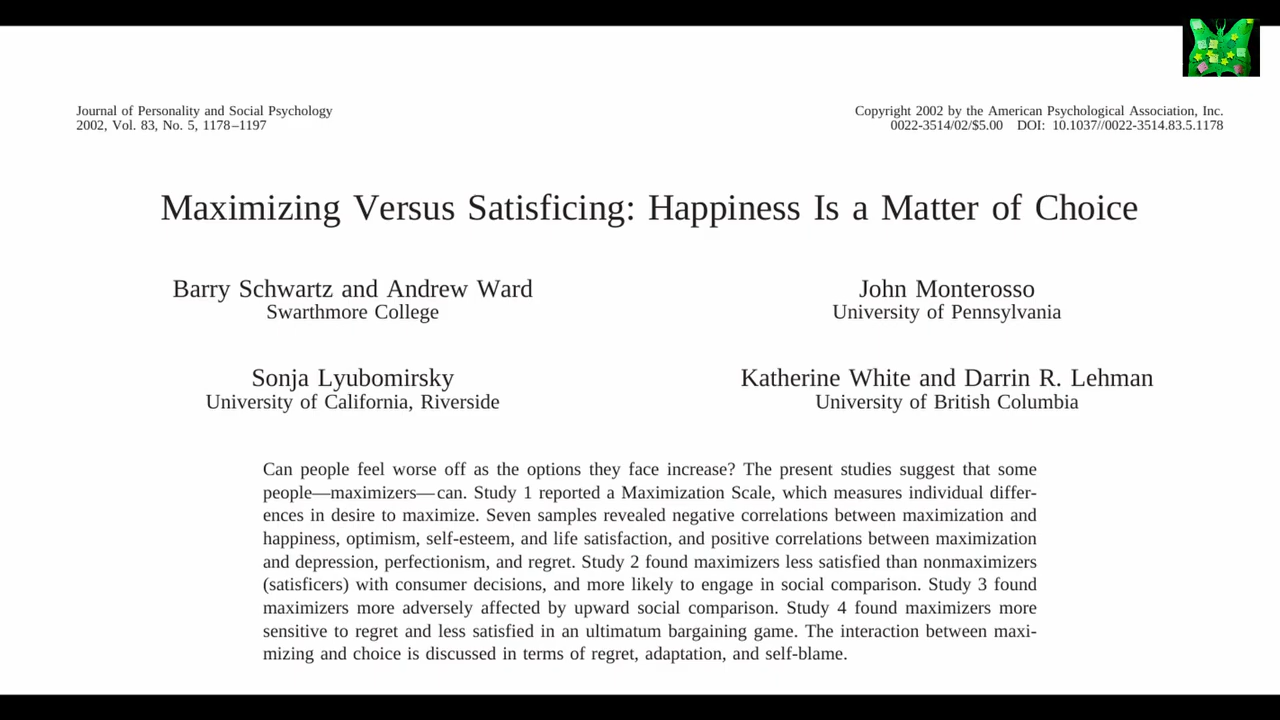 Journal of Personality and Social Psychology
2002, Vol. 83, No. 5, 1178–1197
Copyright 2002 by the American Psychological Association, Inc.
0022-3514/02/$5.00 DOI: 10.1037//0022-3514.83.5.1178
Maximizing Versus Satisficing: Happiness Is a Matter of Choice
Barry Schwartz and Andrew Ward
Swarthmore College
John Monterosso
University of Pennsylvania
Sonja Lyubomirsky
University of California, Riverside
Katherine White and Darrin R. Lehman
University of British Columbia
Can people feel worse off as the options they face increase? The present studies suggest that some
people—maximizers—can. Study 1 reported a Maximization Scale, which measures individual differ-
ences in desire to maximize. Seven samples revealed negative correlations between maximization and
happiness, optimism, self-esteem, and life satisfaction, and positive correlations between maximization
and depression, perfectionism, and regret. Study 2 found maximizers less satisfied than nonmaximizers
(satisficers) with consumer decisions, and more likely to engage in social comparison. Study 3 found
maximizers more adversely affected by upward social comparison. Study 4 found maximizers more
sensitive to regret and less satisfied in an ultimatum bargaining game. The interaction between maxi-
mizing and choice is discussed in terms of regret, adaptation, and self-blame.